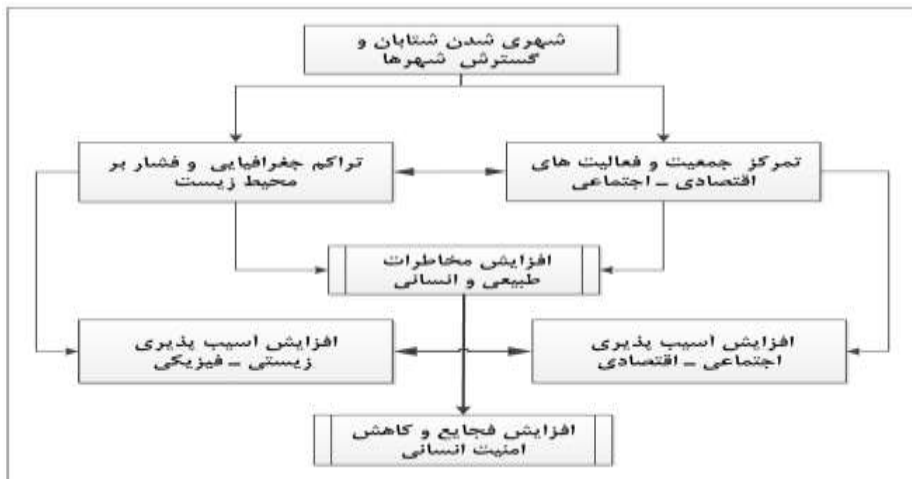 شهری شدن شتابان و
گسترش شهرها
تمرکز جمعیت و فعالیت های
اقتصادی ـ اجتماعی
تراکم جغرافیایی و فشار بر
محیط زیست
افزایش مخاطرات
طبیعی و انسانی
افزایش آسیب پذیری
اجتماعی ـ اقتصادی
افزایش آسیب پذیری
زیستی ـ فیزیکی
افزایش فجایع و کاهش
امنیت انسانی